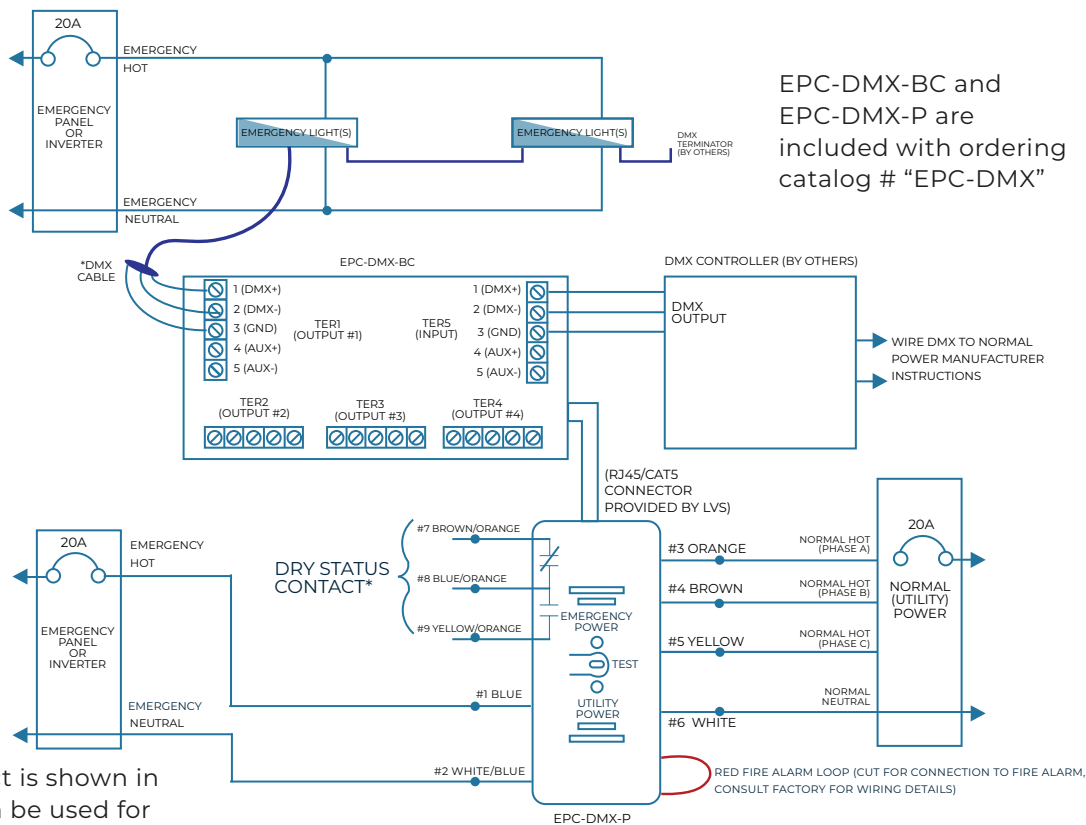 20A
EMERGENCY
HOT
EMERGENCY
PANEL
OR
INVERTER
EMERGENCY LIGHT(S)
EMERGENCY LIGHT(S)
DMX
TERMINATOR
(BY OTHERS)
EMERGENCY
NEUTRAL
EPC-DMX-BC and
EPC-DMX-P are
included with ordering
catalog # “EPC-DMX”
*DMX
CABLE
EPC-DMX-BC
1 (DMX+)
2 (DMX-)
3 (GND)
4 (AUX+)
5 (AUX-)
TER1
(OUTPUT #1)
TER5
(INPUT)
1 (DMX+)
2 (DMX-)
3 (GND)
4 (AUX+)
5 (AUX-)
TER2
(OUTPUT #2)
TER3
(OUTPUT #3)
TER4
(OUTPUT #4)
DMX CONTROLLER (BY OTHERS)
DMX
OUTPUT
WIRE DMX TO NORMAL
POWER MANUFACTURER
INSTRUCTIONS
(RJ45/CAT5
CONNECTOR
PROVIDED BY LVS)
20A
EMERGENCY
HOT
EMERGENCY
PANEL
OR
INVERTER
EMERGENCY
NEUTRAL
DRY STATUS
CONTACT*
#7 BROWN/ORANGE
#8 BLUE/ORANGE
#9 YELLOW/ORANGE
#1 BLUE
#2 WHITE/BLUE
EMERGENCY
POWER
TEST
UTILITY
POWER
EPC-DMX-P
#3 ORANGE
#4 BROWN
#5 YELLOW
#6 WHITE
NORMAL HOT
(PHASE A)
NORMAL HOT
(PHASE B)
NORMAL HOT
(PHASE C)
NORMAL
NEUTRAL
20A
NORMAL
(UTILITY)
POWER
RED FIRE ALARM LOOP (CUT FOR CONNECTION TO FIRE ALARM,
CONSULT FACTORY FOR WIRING DETAILS)
ct is shown in
n be used for